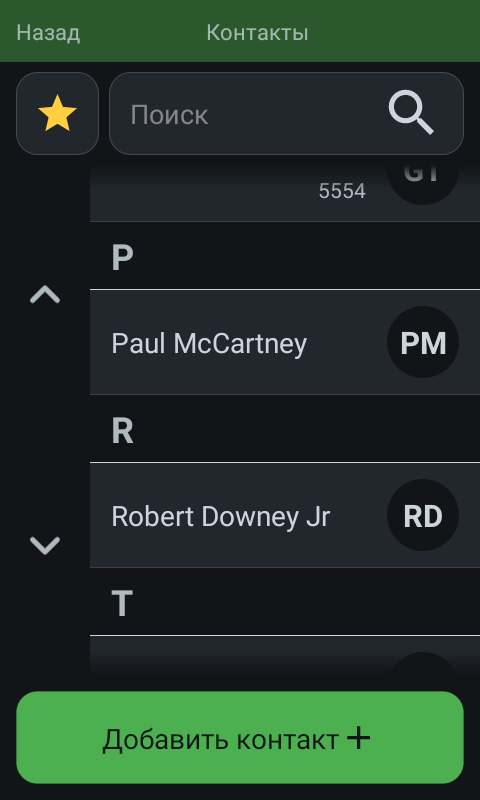 Назад Контакты
Поиск
5554
P
Paul McCartney PM
R
Robert Downey Jr RD
T
Добавить контакт +